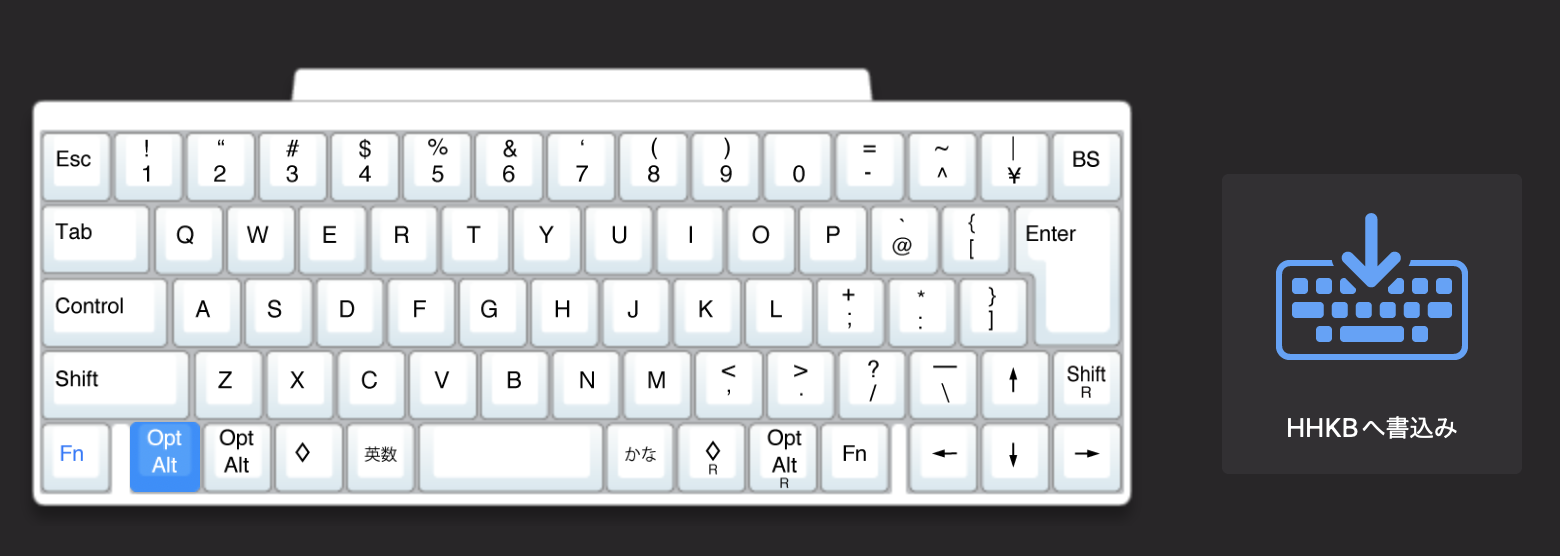 Esc ! 1 “ 2 # 3 $ 4 % 5 & 6 ‘ 7 ( 8 ) 9 0 = - ~ ^ | ¥ BS
Tab Q W E R T Y U I O P ` @ { [ Enter
Control A S D F G H J K L + ; * : } ]
Shift Z X C V B N M < , > . ? / — \ ↑ Shift R
Fn Opt Alt Opt Alt ◊ 英数 かな ◊ R Opt Alt R Fn ← ↓ →
HHKBへ書込み